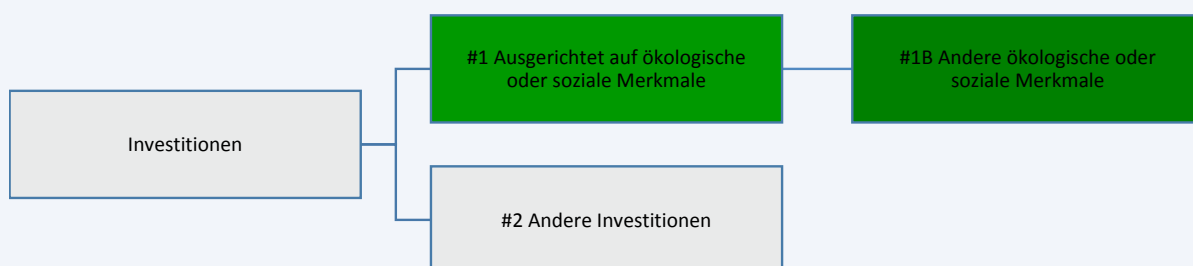 Investitionen
#1 Ausgerichtet auf ökologische
oder soziale Merkmale
#1B Andere ökologische oder
soziale Merkmale
#2 Andere Investitionen